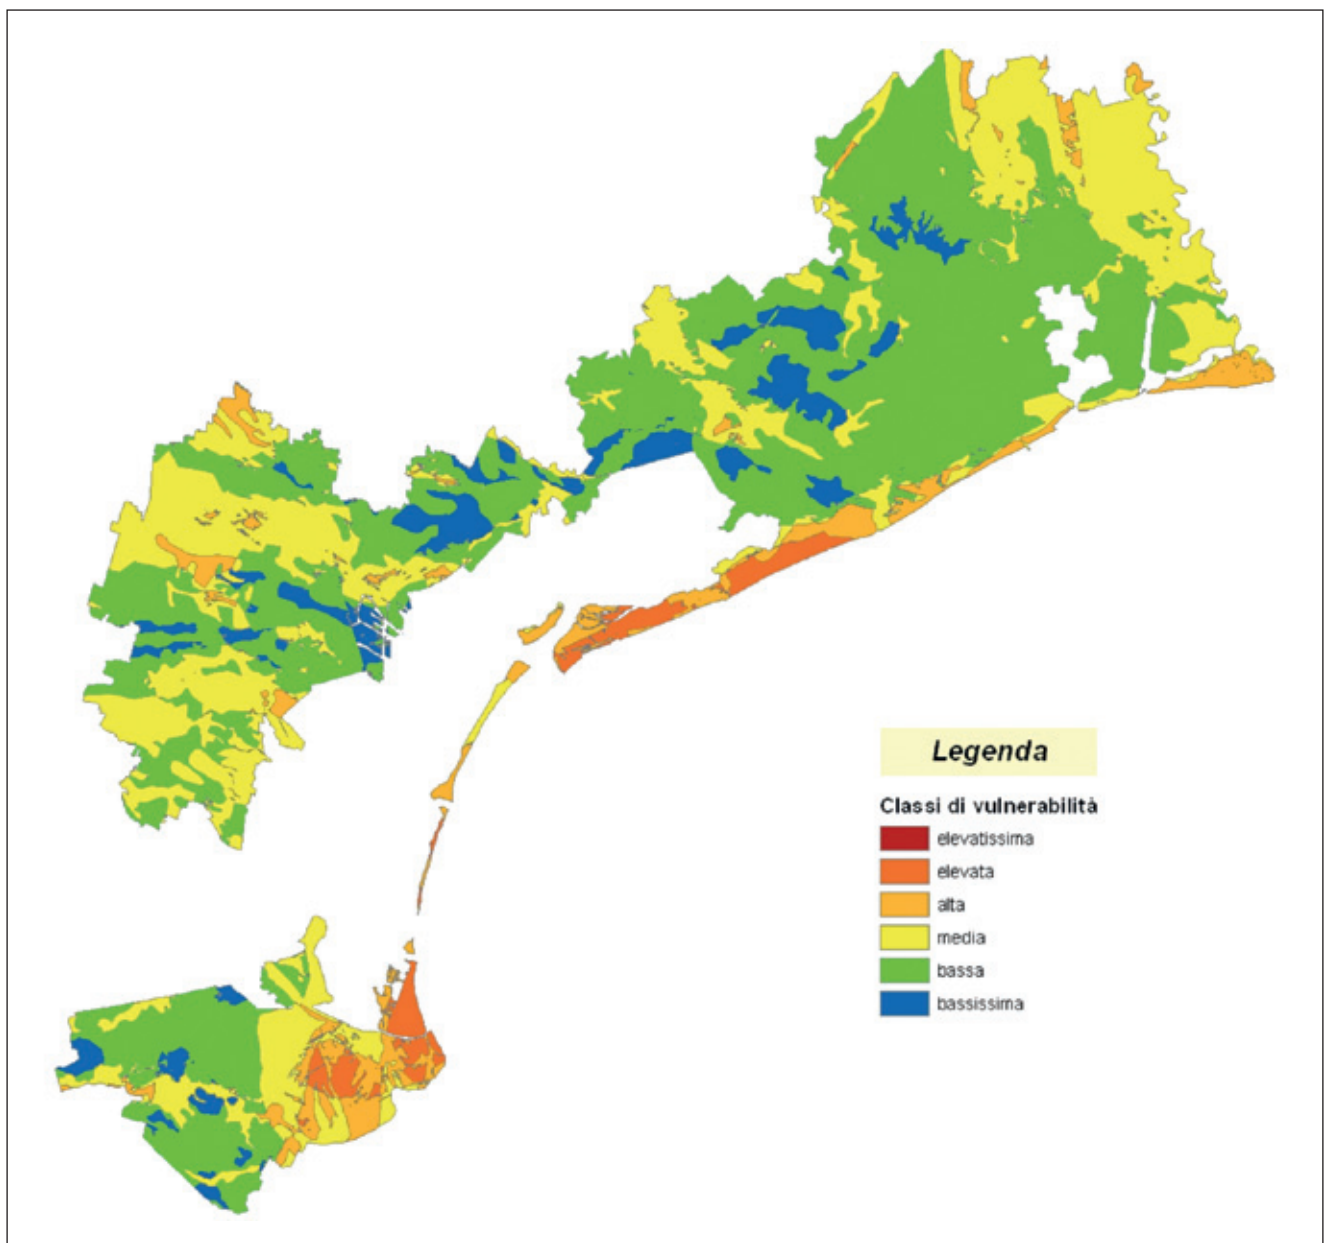 Legenda
Classi di vulnerabilità
elevatissima
elevata
alta
media
bassa
bassissima